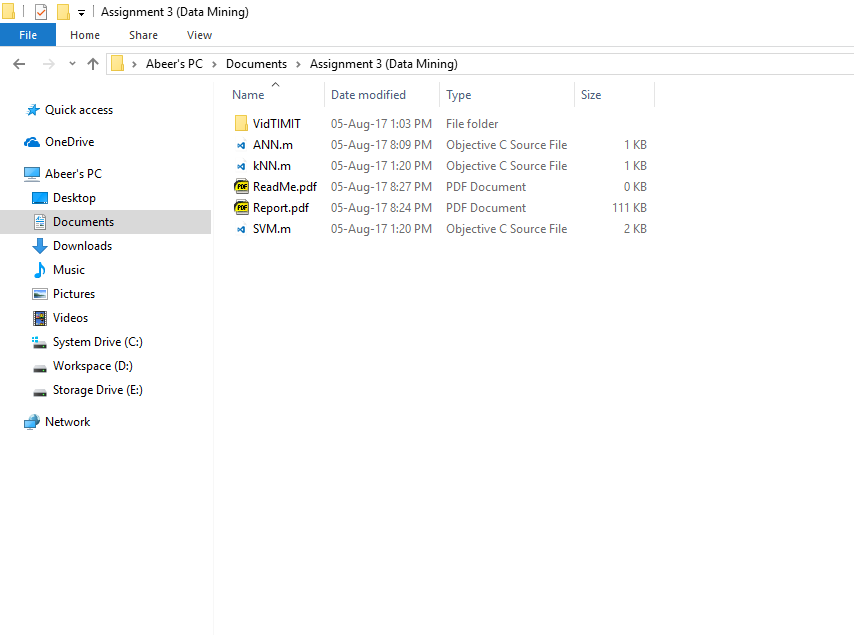 Assignment 3 (Data Mining)
File Home Share View
Abeer's PC Documents Assignment 3 (Data Mining)
Name Date modified Type Size
Quick access
OneDrive
Abeer's PC
Desktop
Documents
Downloads
Music
Pictures
Videos
System Drive (C:)
Workspace (D:)
Storage Drive (E:)
Network
VidTIMIT 05-Aug-17 1:03 PM File folder
ANN.m 05-Aug-17 8:09 PM Objective C Source File 1 KB
kNN.m 05-Aug-17 1:20 PM Objective C Source File 1 KB
PDF ReadMe.pdf 05-Aug-17 8:27 PM PDF Document 0 KB
PDF Report.pdf 05-Aug-17 8:24 PM PDF Document 111 KB
SVM.m 05-Aug-17 1:20 PM Objective C Source File 2 KB